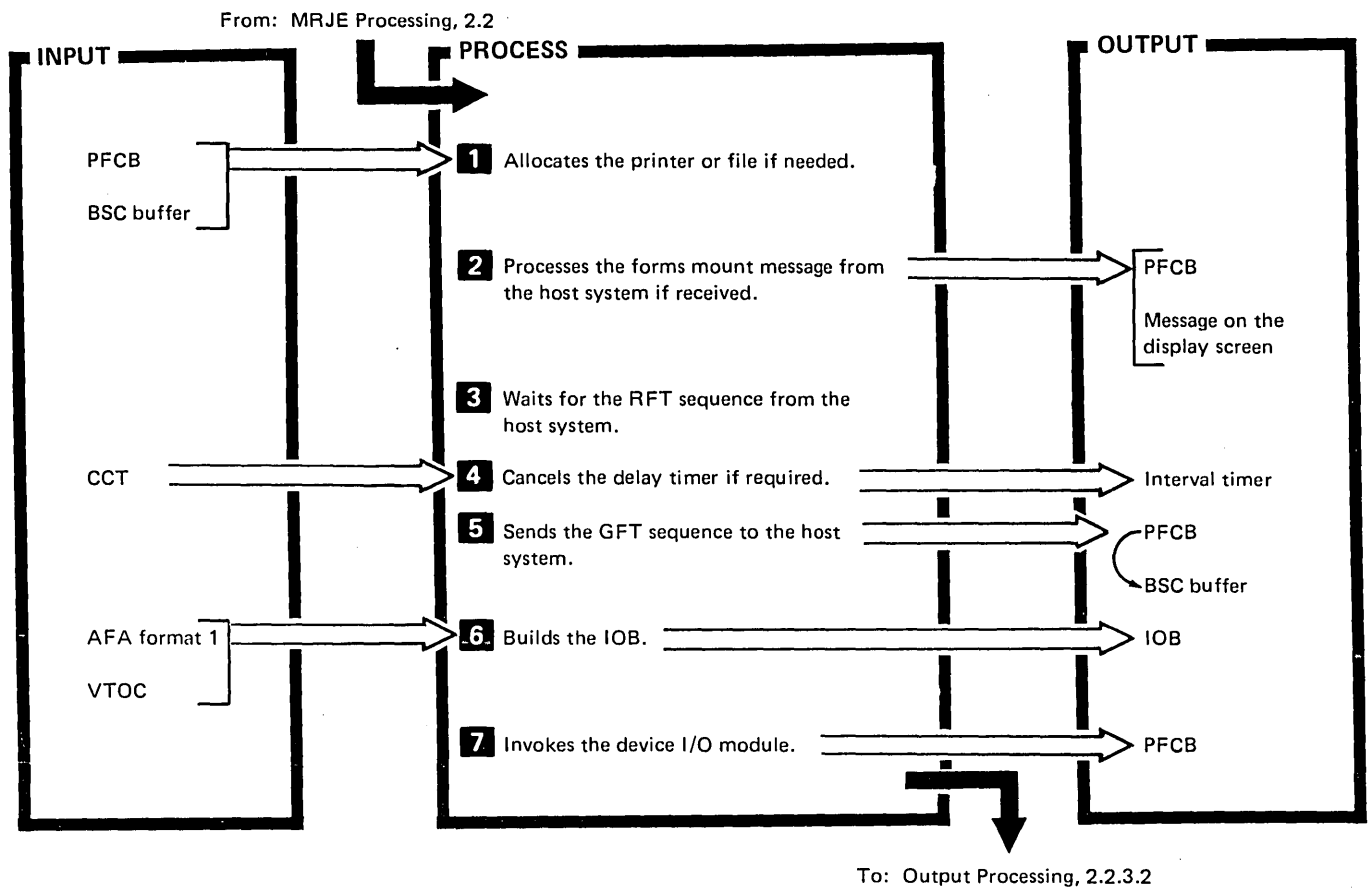 From: MRJE Processing, 2.2
INPUT
PROCESS
OUTPUT
PFCB
BSC buffer
1 Allocates the printer or file if needed.
2 Processes the forms mount message from
the host system if received.
PFCB
Message on the
display screen
3 Waits for the RFT sequence from the
host system.
CCT
4 Cancels the delay timer if required.
Interval timer
5 Sends the GFT sequence to the host
system.
PFCB
BSC buffer
AFA format 1
VTOC
6 Builds the IOB.
IOB
7 Invokes the device I/O module.
PFCB
To: Output Processing, 2.2.3.2